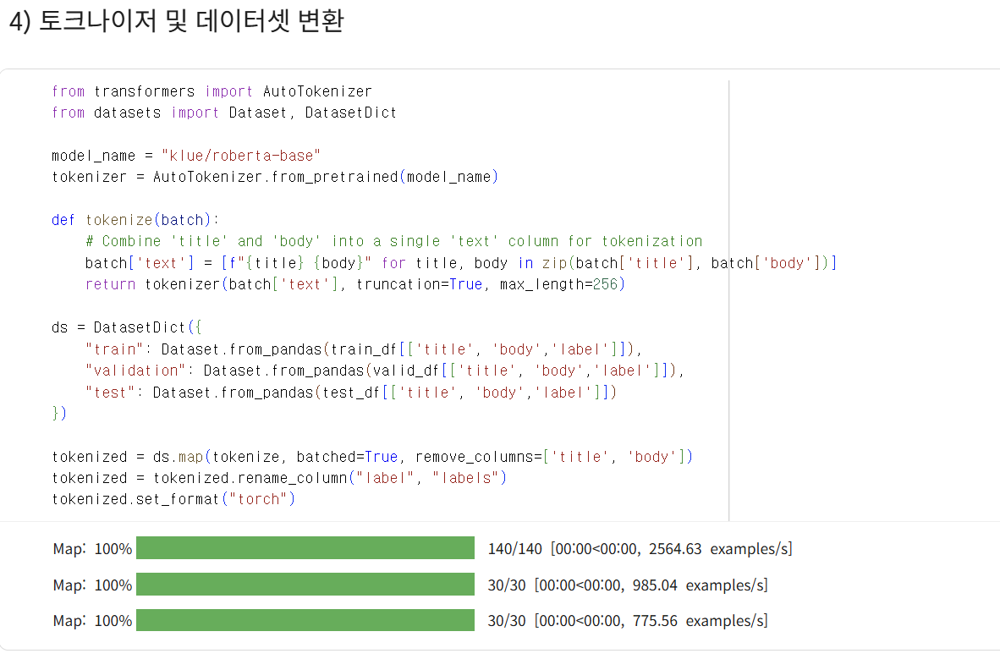 4) 토크나이저 및 데이터셋 변환
from transformers import AutoTokenizer
from datasets import Dataset, DatasetDict
model_name = "klue/roberta-base"
tokenizer = AutoTokenizer.from_pretrained(model_name)
def tokenize(batch):
    # Combine 'title' and 'body' into a single 'text' column for tokenization
    batch['text'] = [f"{title} {body}" for title, body in zip(batch['title'], batch['body'])]
    return tokenizer(batch['text'], truncation=True, max_length=256)
ds = DatasetDict({
    "train": Dataset.from_pandas(train_df[['title', 'body','label']]),
    "validation": Dataset.from_pandas(valid_df[['title', 'body','label']]),
    "test": Dataset.from_pandas(test_df[['title', 'body','label']])
})
tokenized = ds.map(tokenize, batched=True, remove_columns=['title', 'body'])
tokenized = tokenized.rename_column("label", "labels")
tokenized.set_format("torch")
Map: 100% 140/140 [00:00<00:00, 2564.63 examples/s]
Map: 100% 30/30 [00:00<00:00, 985.04 examples/s]
Map: 100% 30/30 [00:00<00:00, 775.56 examples/s]